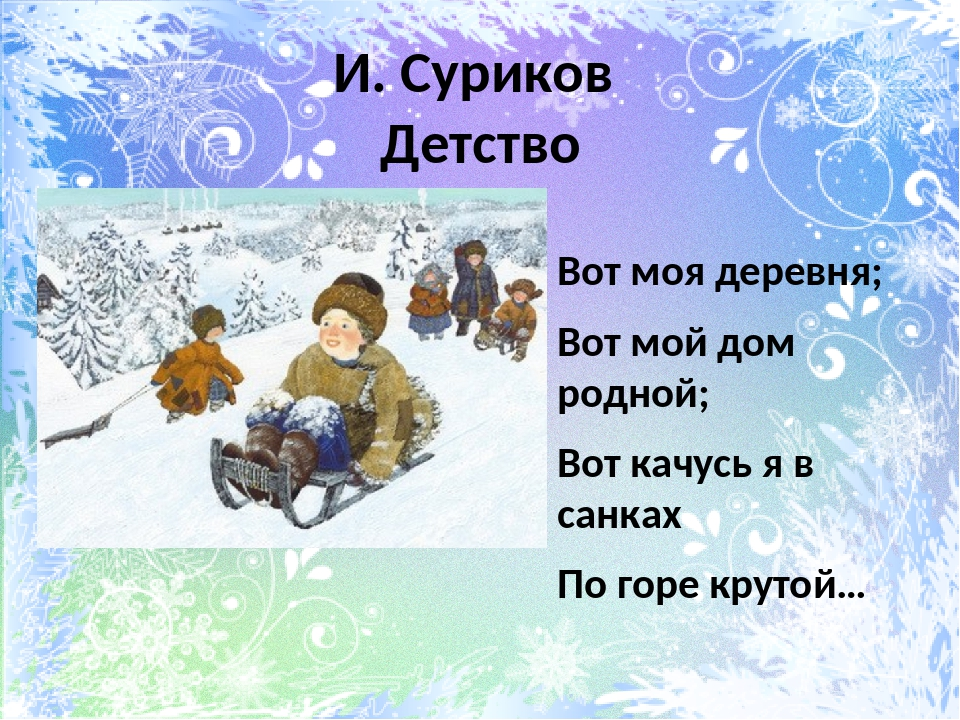 И. Суриков
Детство
Вот моя деревня;
Вот мой дом
родной;
Вот качусь я в
санках
По горе крутой…